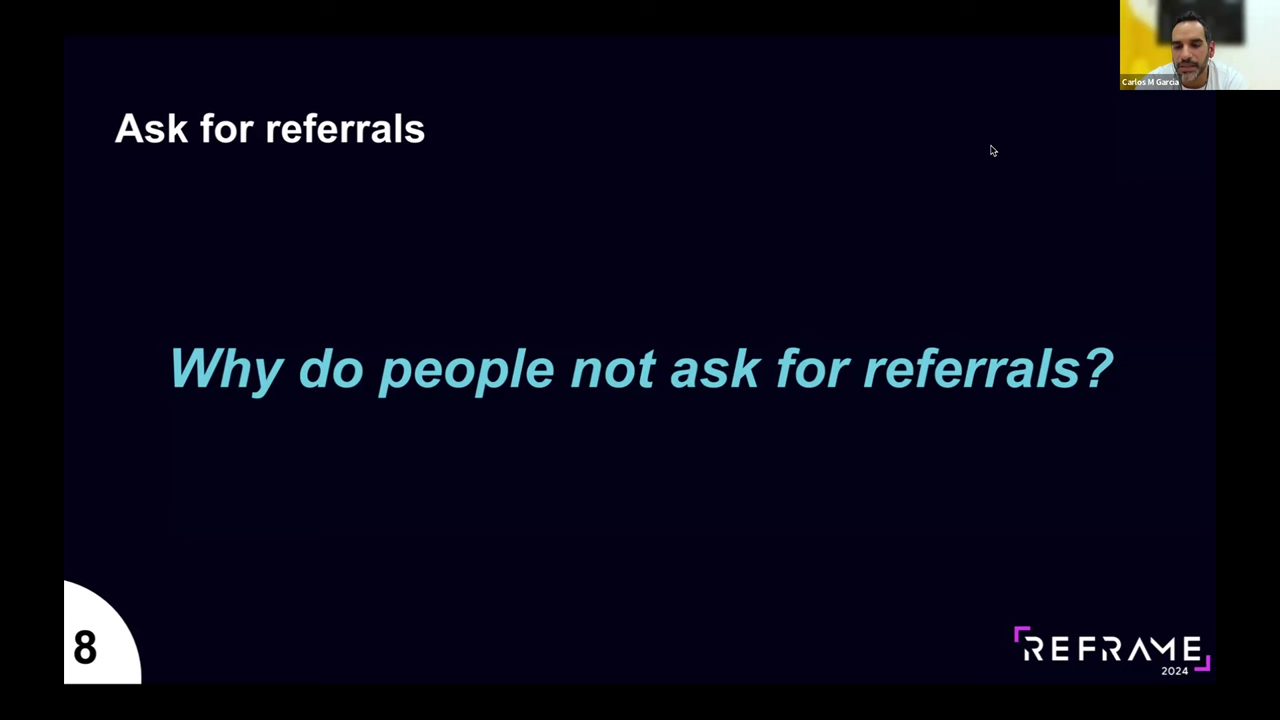 Carlos M Garcia
Ask for referrals
Why do people not ask for referrals?
8
REFRAME
2024